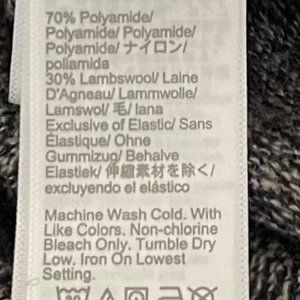 70% Polyamide/
Polyamide/ Polyamide/
Polyamide/ ナイロン/
poliamida
30% Lambswool/ Laine
D'Agneau/ Lammwolle/
Lamswol/ 毛/ lana
Exclusive of Elastic/ Sans
Élastique/ Ohne
Gummizug/ Behalve
Elastiek/ 伸縮素材を除く/
excluyendo el elástico
Machine Wash Cold. With
Like Colors. Non-chlorine
Bleach Only. Tumble Dry
Low. Iron On Lowest
Setting.